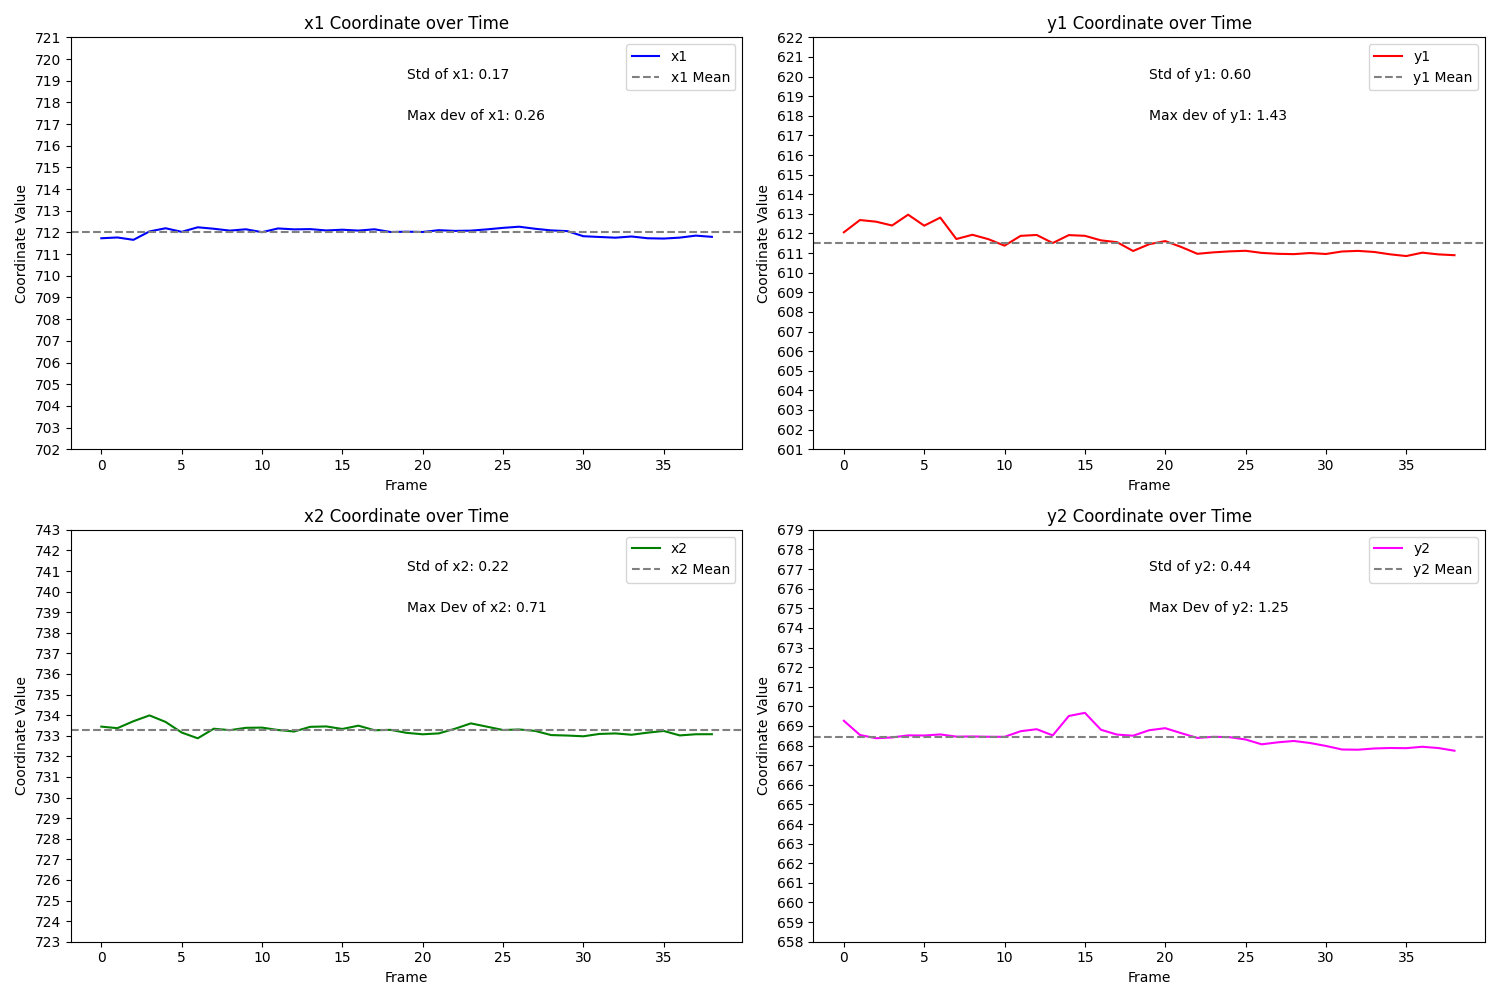 x1 Coordinate over Time
Coordinate Value
721
720
719
718
717
716
715
714
713
712
711
710
709
708
707
706
705
704
703
702
x1
x1 Mean
Std of x1: 0.17
Max dev of x1: 0.26
0 5 10 15 20 25 30 35
Frame
y1 Coordinate over Time
Coordinate Value
622
621
620
619
618
617
616
615
614
613
612
611
610
609
608
607
606
605
604
603
602
601
y1
y1 Mean
Std of y1: 0.60
Max dev of y1: 1.43
0 5 10 15 20 25 30 35
Frame
x2 Coordinate over Time
Coordinate Value
743
742
741
740
739
738
737
736
735
734
733
732
731
730
729
728
727
726
725
724
723
x2
x2 Mean
Std of x2: 0.22
Max Dev of x2: 0.71
0 5 10 15 20 25 30 35
Frame
y2 Coordinate over Time
Coordinate Value
679
678
677
676
675
674
673
672
671
670
669
668
667
666
665
664
663
662
661
660
659
658
y2
y2 Mean
Std of y2: 0.44
Max Dev of y2: 1.25
0 5 10 15 20 25 30 35
Frame